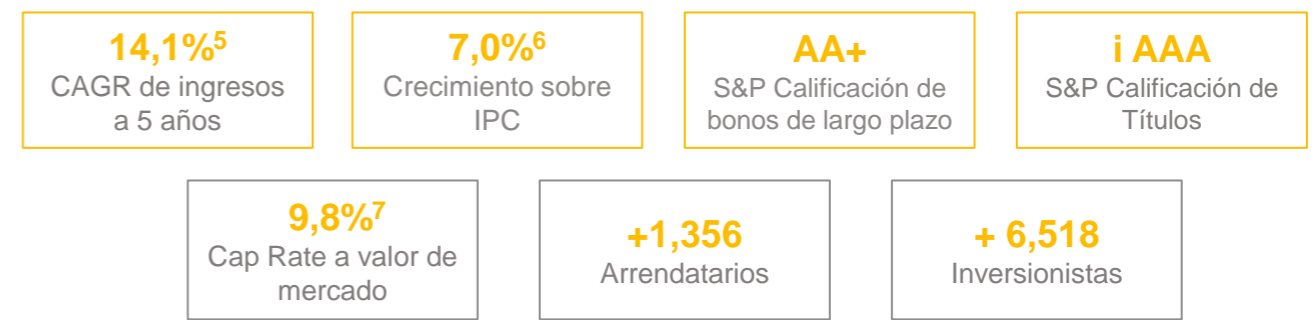 14,1%⁵
CAGR de ingresos
a 5 años
7,0%⁶
Crecimiento sobre
IPC
AA+
S&P Calificación de
bonos de largo plazo
i AAA
S&P Calificación de
Títulos
9,8%⁷
Cap Rate a valor de
mercado
+1,356
Arrendatarios
+ 6,518
Inversionistas